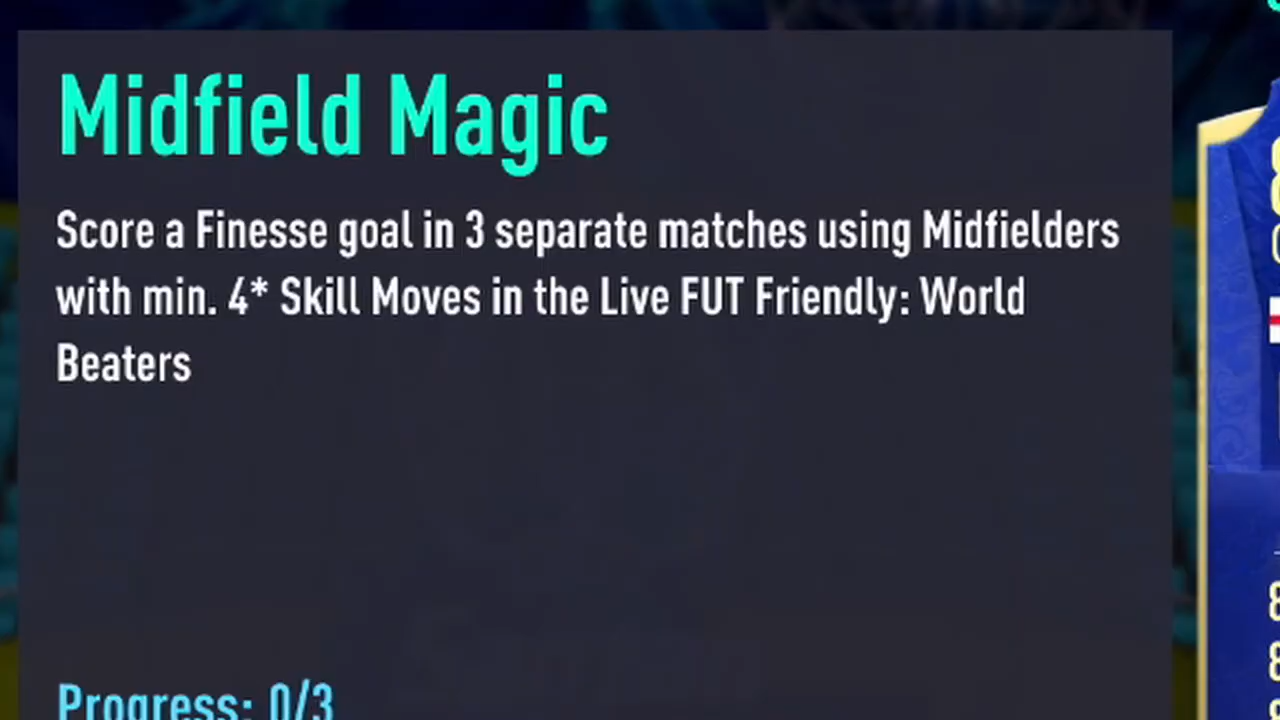 Midfield Magic
Score a Finesse goal in 3 separate matches using Midfielders
with min. 4* Skill Moves in the Live FUT Friendly: World
Beaters
Progress: 0/3